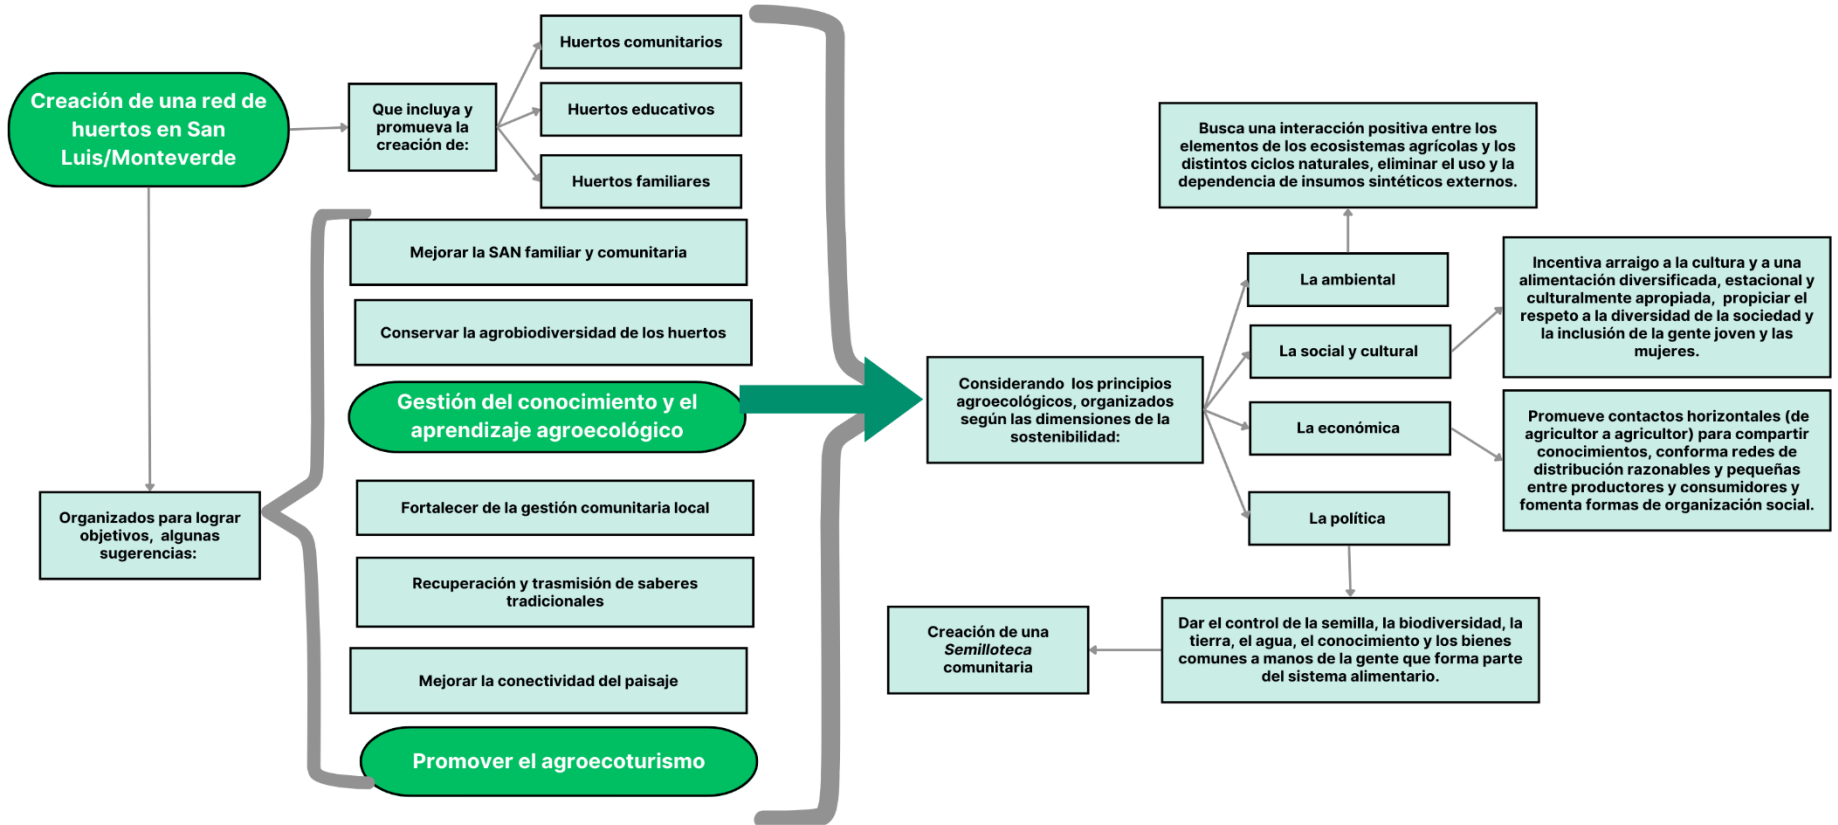 Creación de una red de
huertos en San
Luis/Monteverde
Que incluya y
promueva la
creación de:
Huertos comunitarios
Huertos educativos
Huertos familiares
Organizados para lograr
objetivos, algunas
sugerencias:
Mejorar la SAN familiar y comunitaria
Conservar la agrobiodiversidad de los huertos
Gestión del conocimiento y el
aprendizaje agroecológico
Fortalecer de la gestión comunitaria local
Recuperación y trasmisión de saberes
tradicionales
Mejorar la conectividad del paisaje
Promover el agroecoturismo
Considerando los principios
agroecológicos, organizados
según las dimensiones de la
sostenibilidad:
La ambiental
Busca una interacción positiva entre los
elementos de los ecosistemas agrícolas y los
distintos ciclos naturales, eliminar el uso y la
dependencia de insumos sintéticos externos.
La social y cultural
Incentiva arraigo a la cultura y a una
alimentación diversificada, estacional y
culturalmente apropiada, propiciar el
respeto a la diversidad de la sociedad y
la inclusión de la gente joven y las
mujeres.
La económica
Promueve contactos horizontales (de
agricultor a agricultor) para compartir
conocimientos, conforma redes de
distribución razonables y pequeñas
entre productores y consumidores y
fomenta formas de organización social.
La política
Dar el control de la semilla, la biodiversidad, la
tierra, el agua, el conocimiento y los bienes
comunes a manos de la gente que forma parte
del sistema alimentario.
Creación de una
Semilloteca
comunitaria